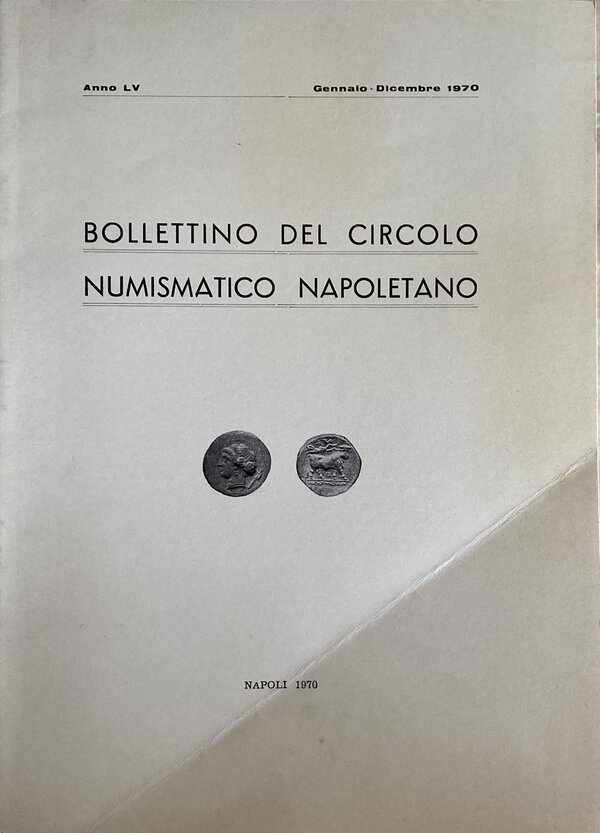 Anno LV Gennaio - Dicembre 1970
BOLLETTINO DEL CIRCOLO
NUMISMATICO NAPOLETANO
NAPOLI 1970